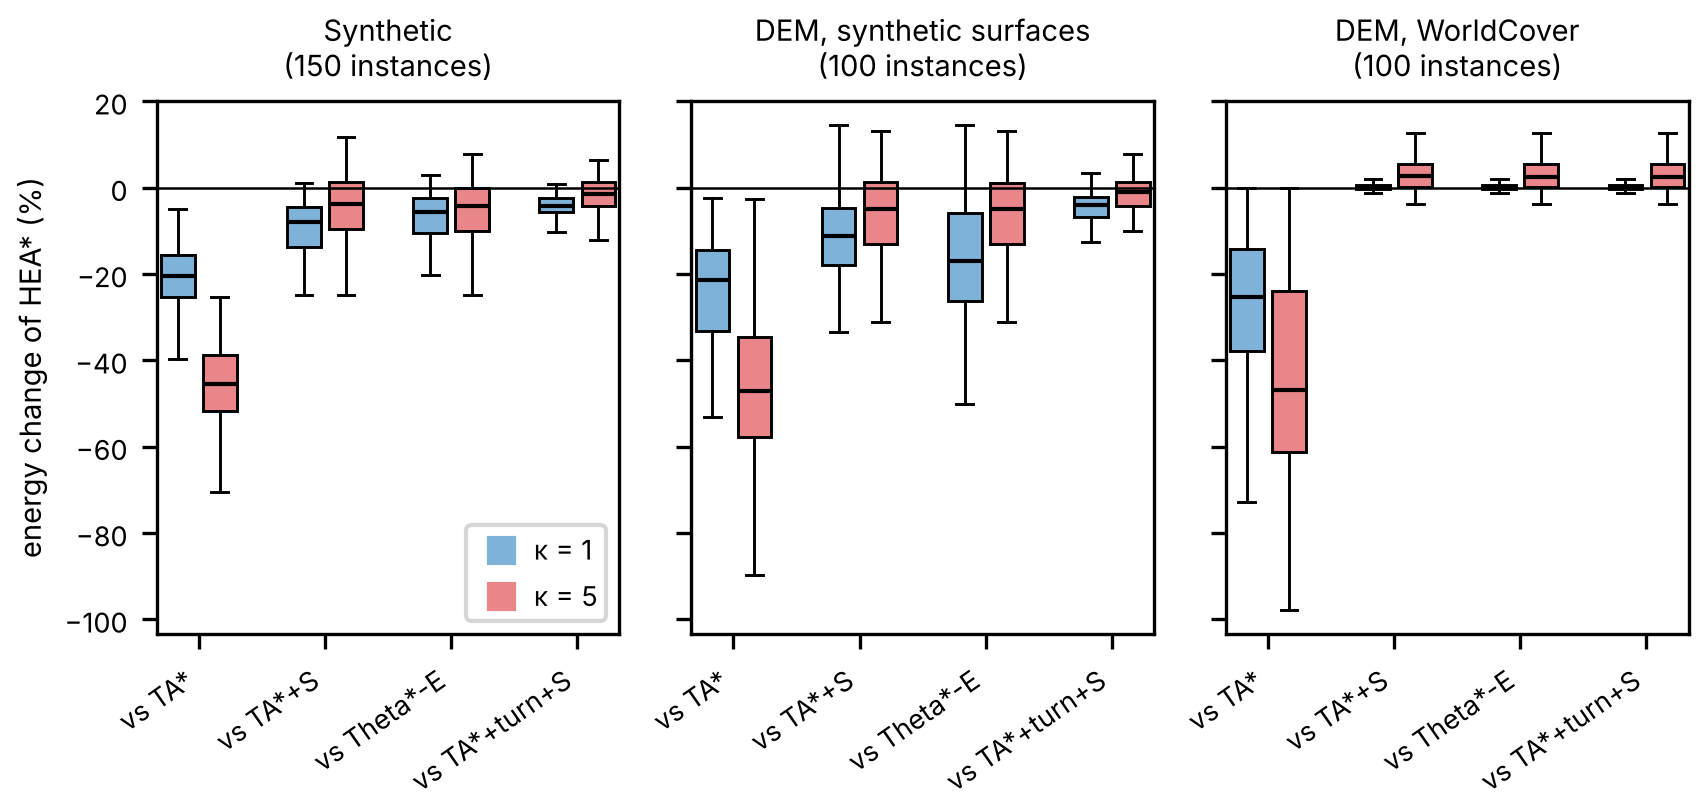 Synthetic
(150 instances)
DEM, synthetic surfaces
(100 instances)
DEM, WorldCover
(100 instances)
energy change of HEA* (%)
20
0
−20
−40
−60
−80
−100
κ = 1
κ = 5
vs TA*
vs TA*+S
vs Theta*-E
vs TA*+turn+S
vs TA*
vs TA*+S
vs Theta*-E
vs TA*+turn+S
vs TA*
vs TA*+S
vs Theta*-E
vs TA*+turn+S